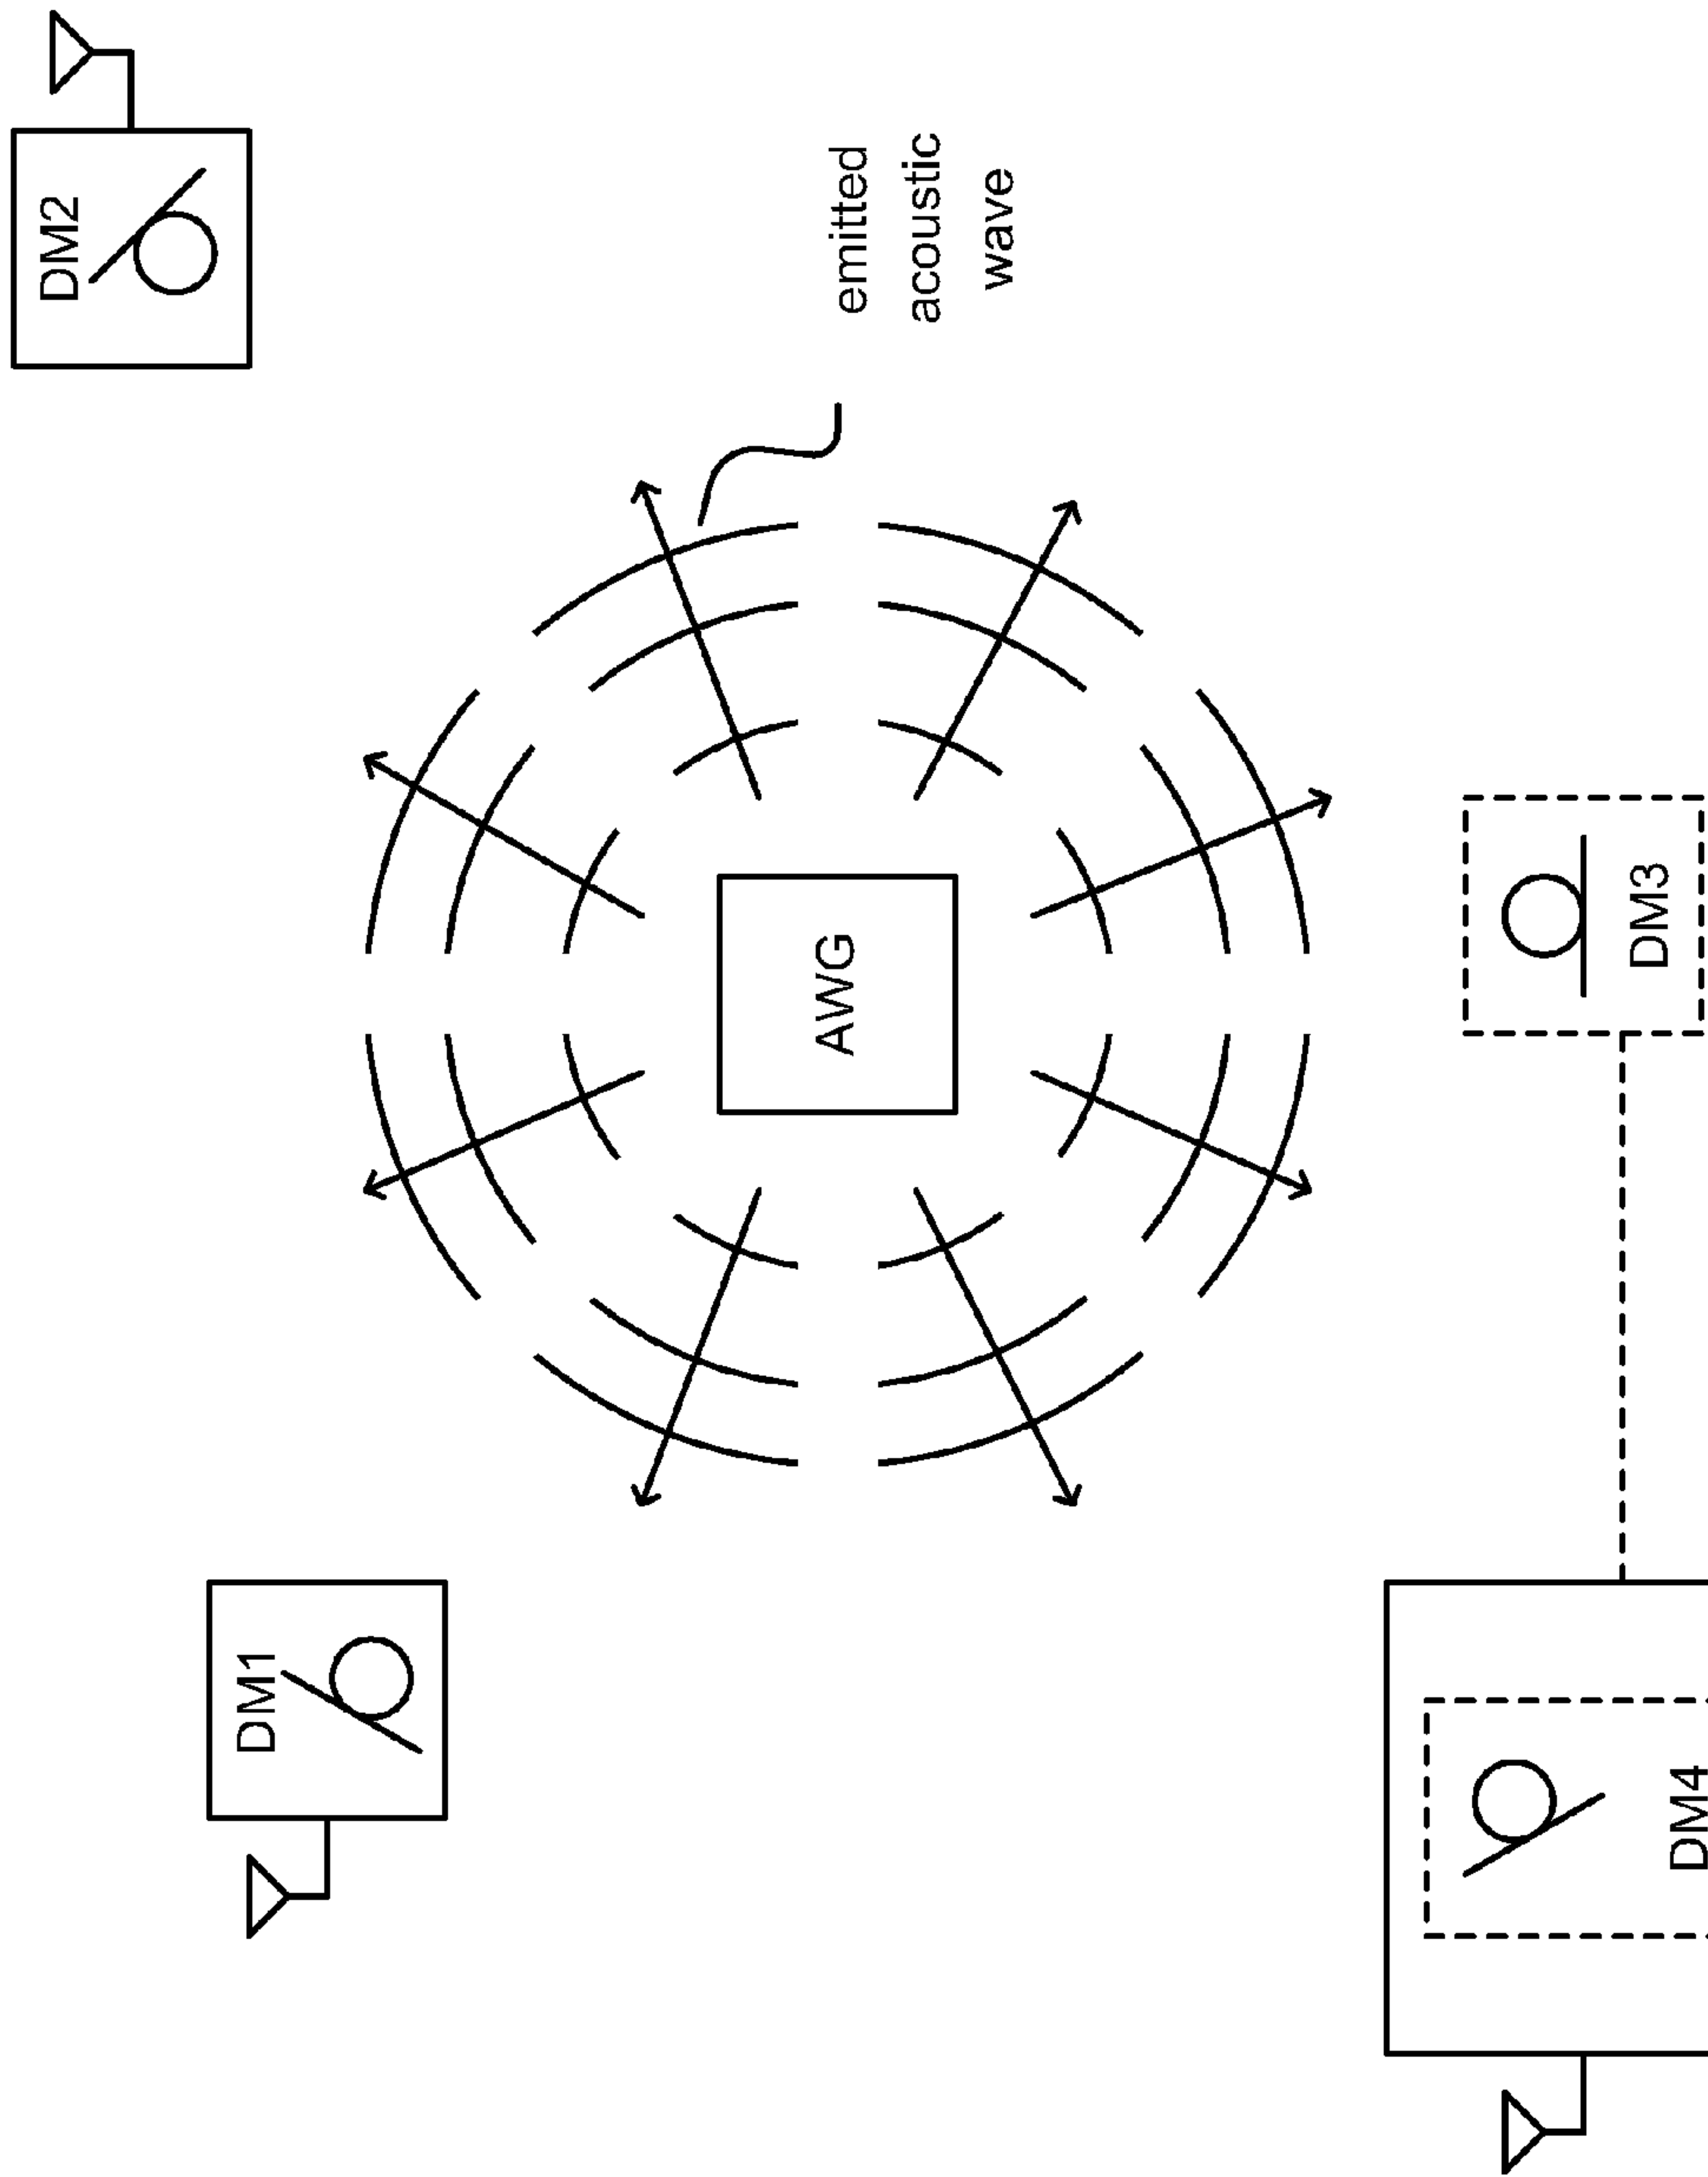 DM1
DM2
AWG
emitted
acoustic
wave
DM4
DM3